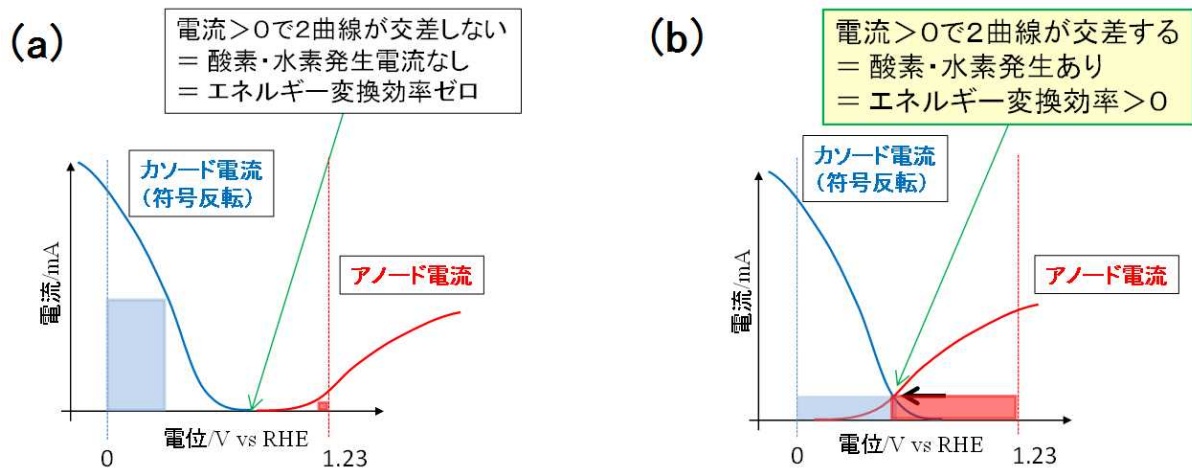 (a)
電流＞0で2曲線が交差しない
= 酸素・水素発生電流なし
= エネルギー変換効率ゼロ
カソード電流
(符号反転)
アノード電流
電流/mA
電位/V vs RHE
0
1.23
(b)
電流＞0で2曲線が交差する
= 酸素・水素発生あり
= エネルギー変換効率＞0
カソード電流
(符号反転)
アノード電流
電流/mA
電位/V vs RHE
0
1.23